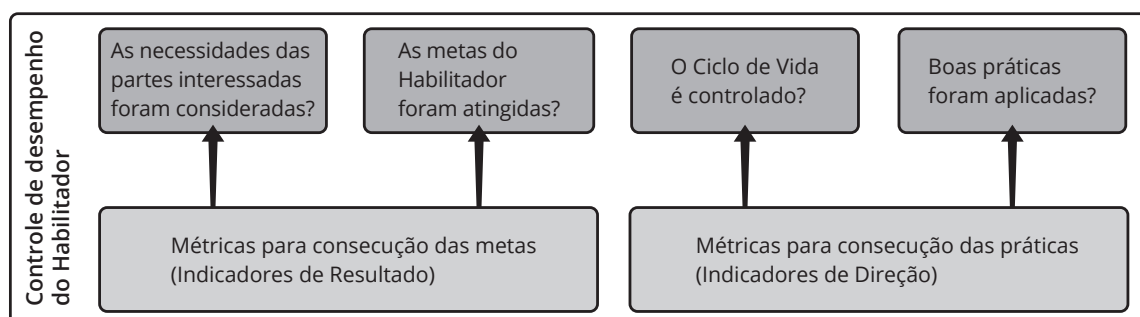 Controle de desempenho
do Habilitador
As necessidades das
partes interessadas
foram consideradas?
As metas do
Habilitador
foram atingidas?
O Ciclo de Vida
é controlado?
Boas práticas
foram aplicadas?
Métricas para consecução das metas
(Indicadores de Resultado)
Métricas para consecução das práticas
(Indicadores de Direção)